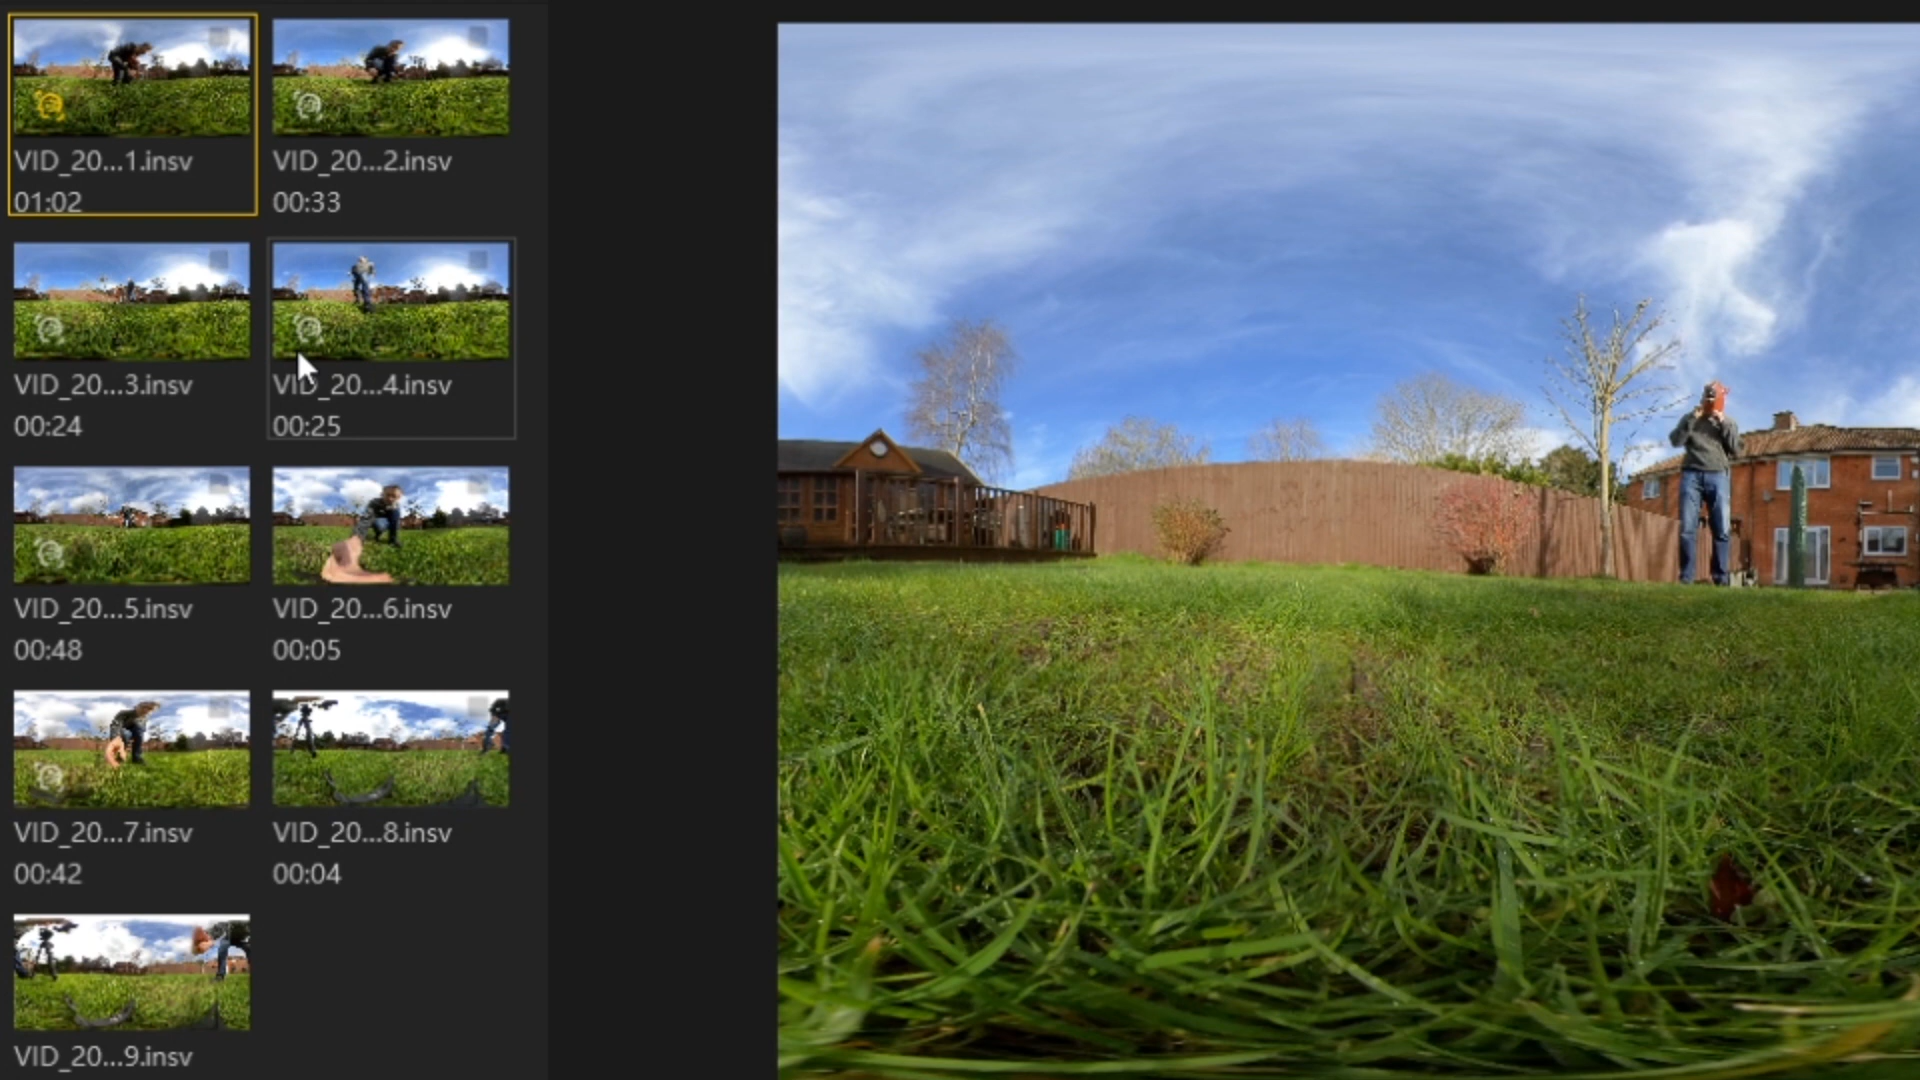 VID_20...1.insv
01:02
VID_20...2.insv
00:33
VID_20...3.insv
00:24
VID_20...4.insv
00:25
VID_20...5.insv
00:48
VID_20...6.insv
00:05
VID_20...7.insv
00:42
VID_20...8.insv
00:04
VID_20...9.insv